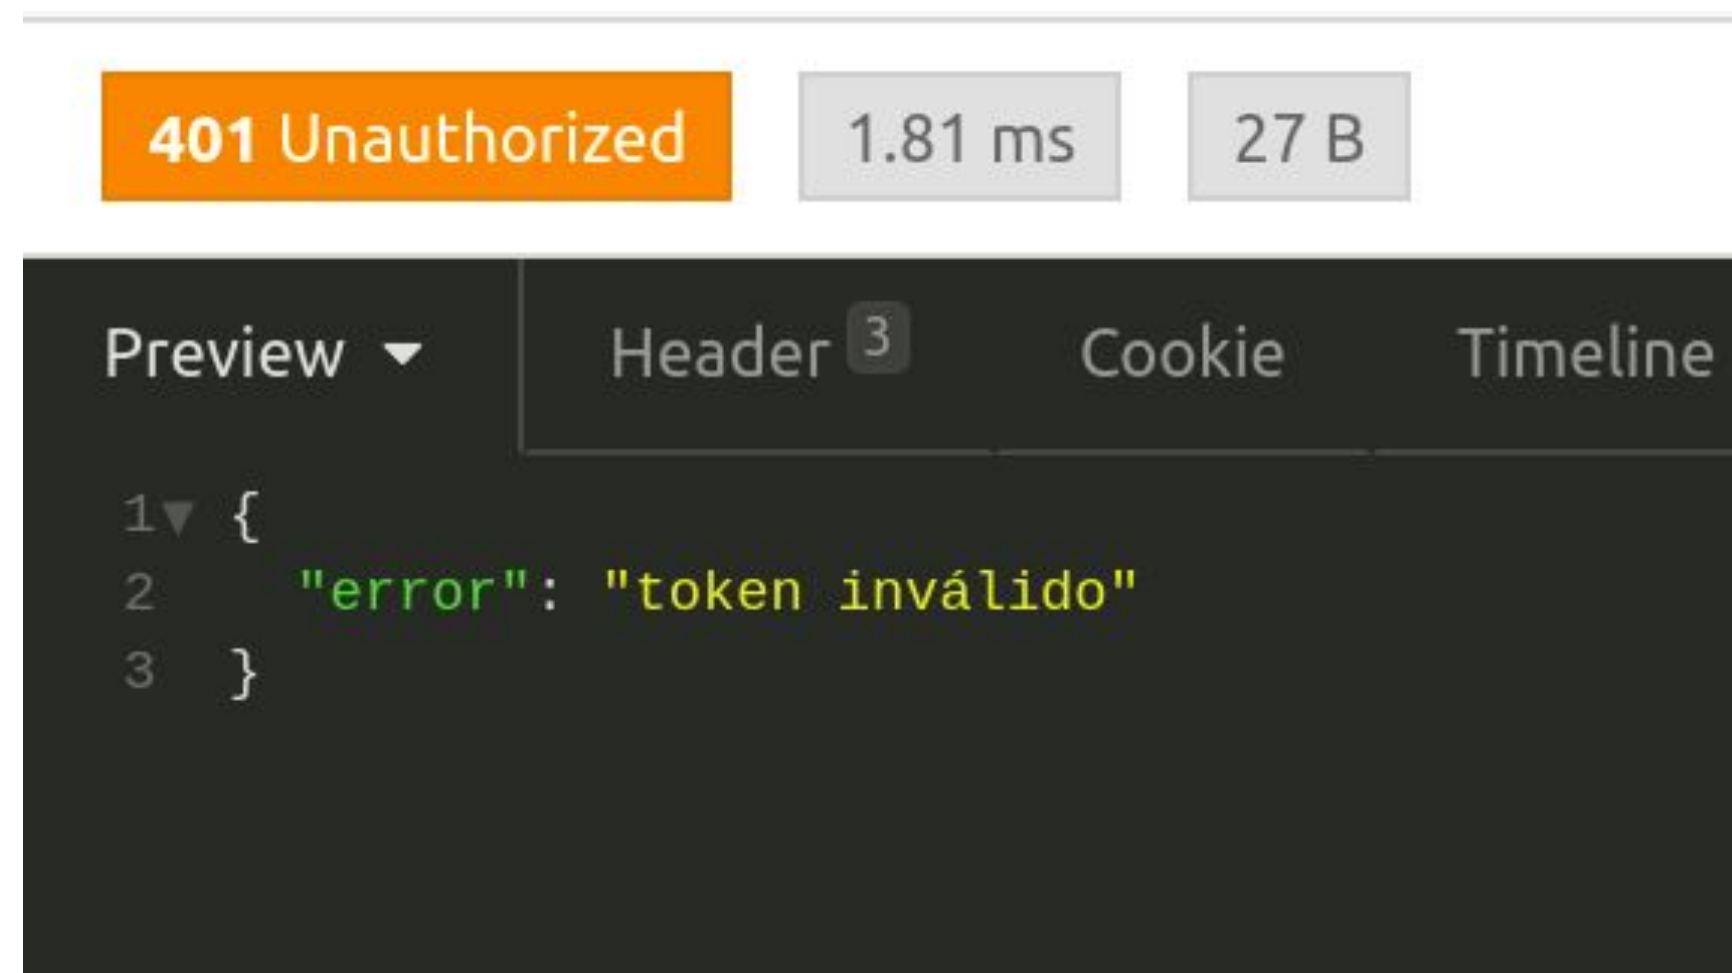 401 Unauthorized 1.81 ms 27 B
Preview Header 3 Cookie Timeline
1 {
2 "error": "token inválido"
3 }